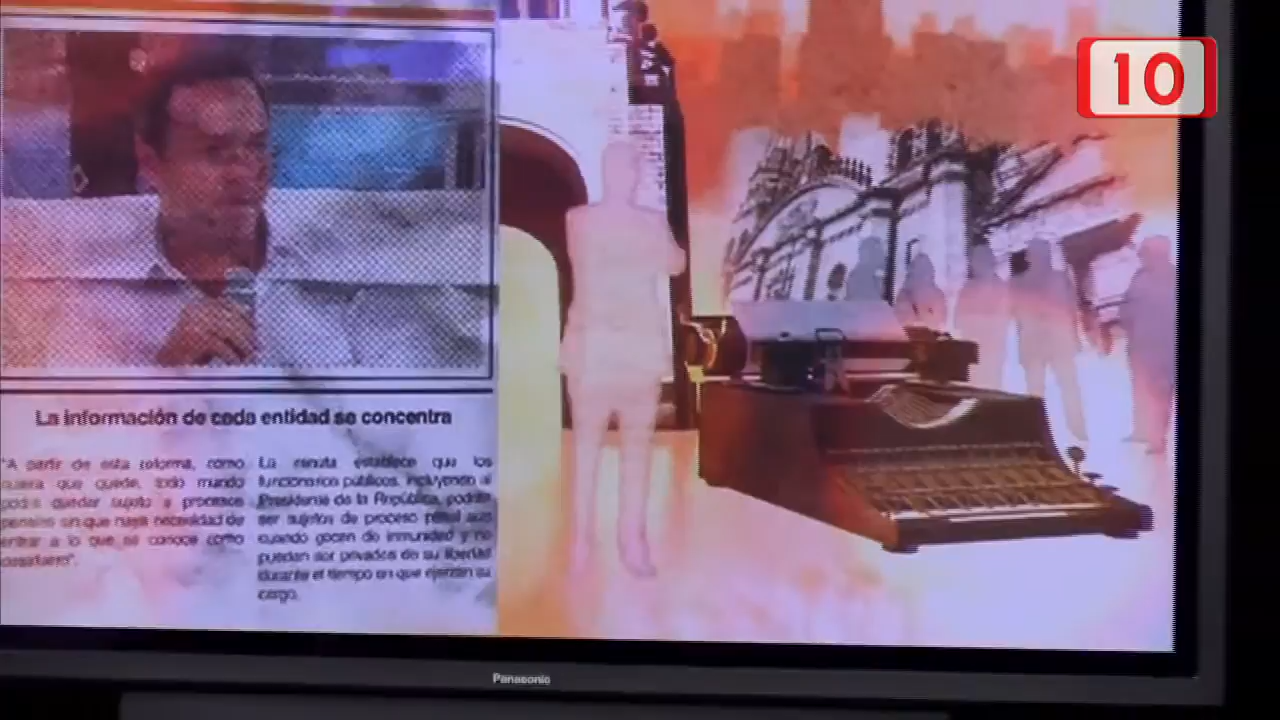 10
La información de ceda entidad se concentra
"A partir de esta reforma, como
quiera que quede, todo mundo
podrá quedar sujeto a procesos
penales sin que haya necesidad de
entrar a lo que se conoce como
La minuta establece que los
funcionarios públicos, incluyendo al
Presidente de la República, podrán
ser sujetos de proceso penal aun
cuando gocen de inmunidad y no
puedan ser privados de su libertad
durante el tiempo en que ejerzan su
cargo.
Panasonic